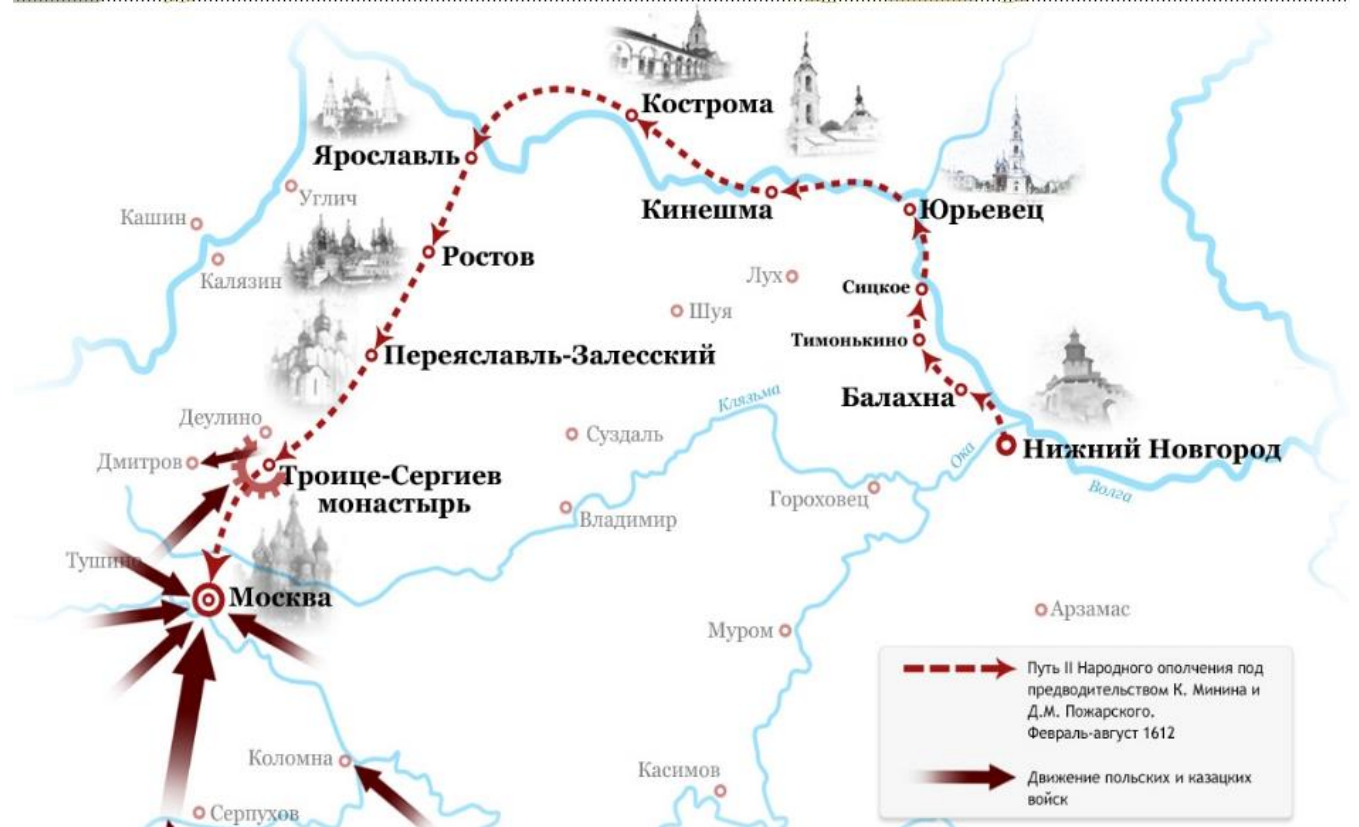 Кострома
Ярославль
Углич
Кашин
Кинешма
Юрьевец
Ростов
Калязин
Лух
Сицкое
Шуя
Тимонькино
Переяславль-Залесский
Балахна
Клязьма
Деулино
Суздаль
Ока
Нижний Новгород
Дмитров
Троице-Сергиев
монастырь
Волга
Гороховец
Владимир
Тушино
Москва
Арзамас
Муром
Путь II Народного ополчения под
предводительством К. Минина и
Д.М. Пожарского.
Февраль-август 1612
Коломна
Касимов
Движение польских и казацких
войск
Серпухов